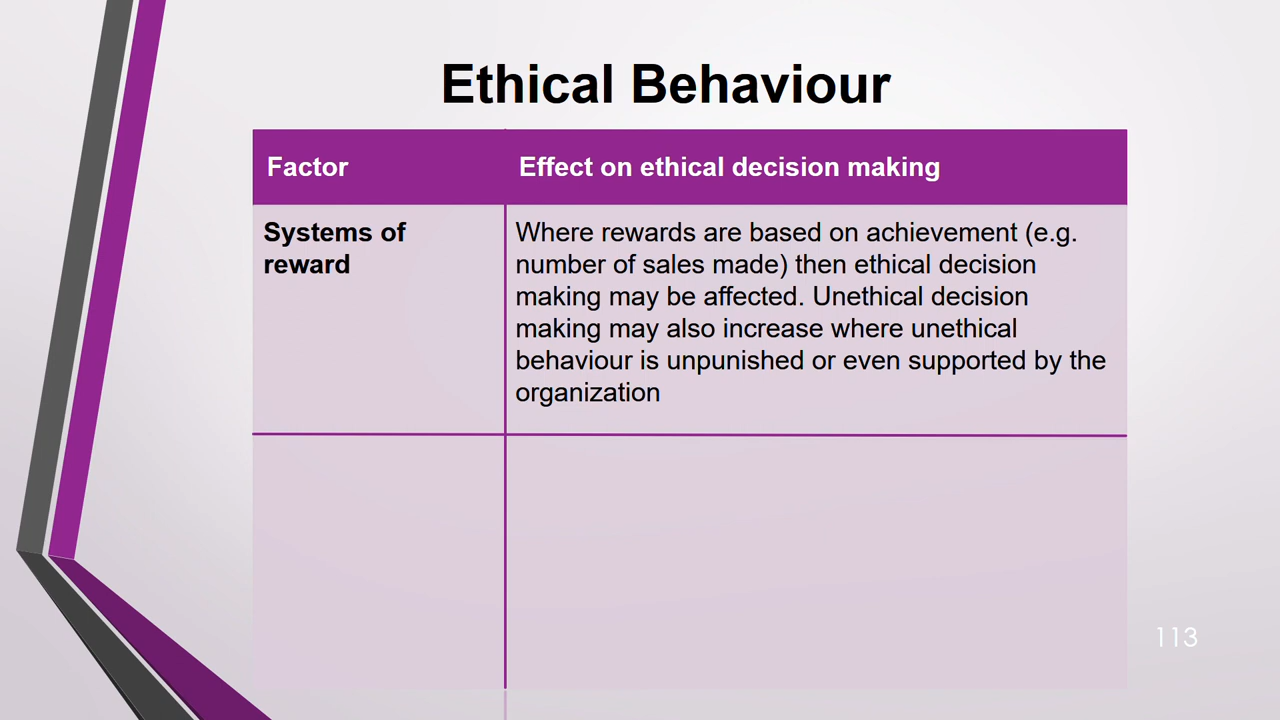 Ethical Behaviour
Factor
Effect on ethical decision making
Systems of
reward
Where rewards are based on achievement (e.g.
number of sales made) then ethical decision
making may be affected. Unethical decision
making may also increase where unethical
behaviour is unpunished or even supported by the
organization
113